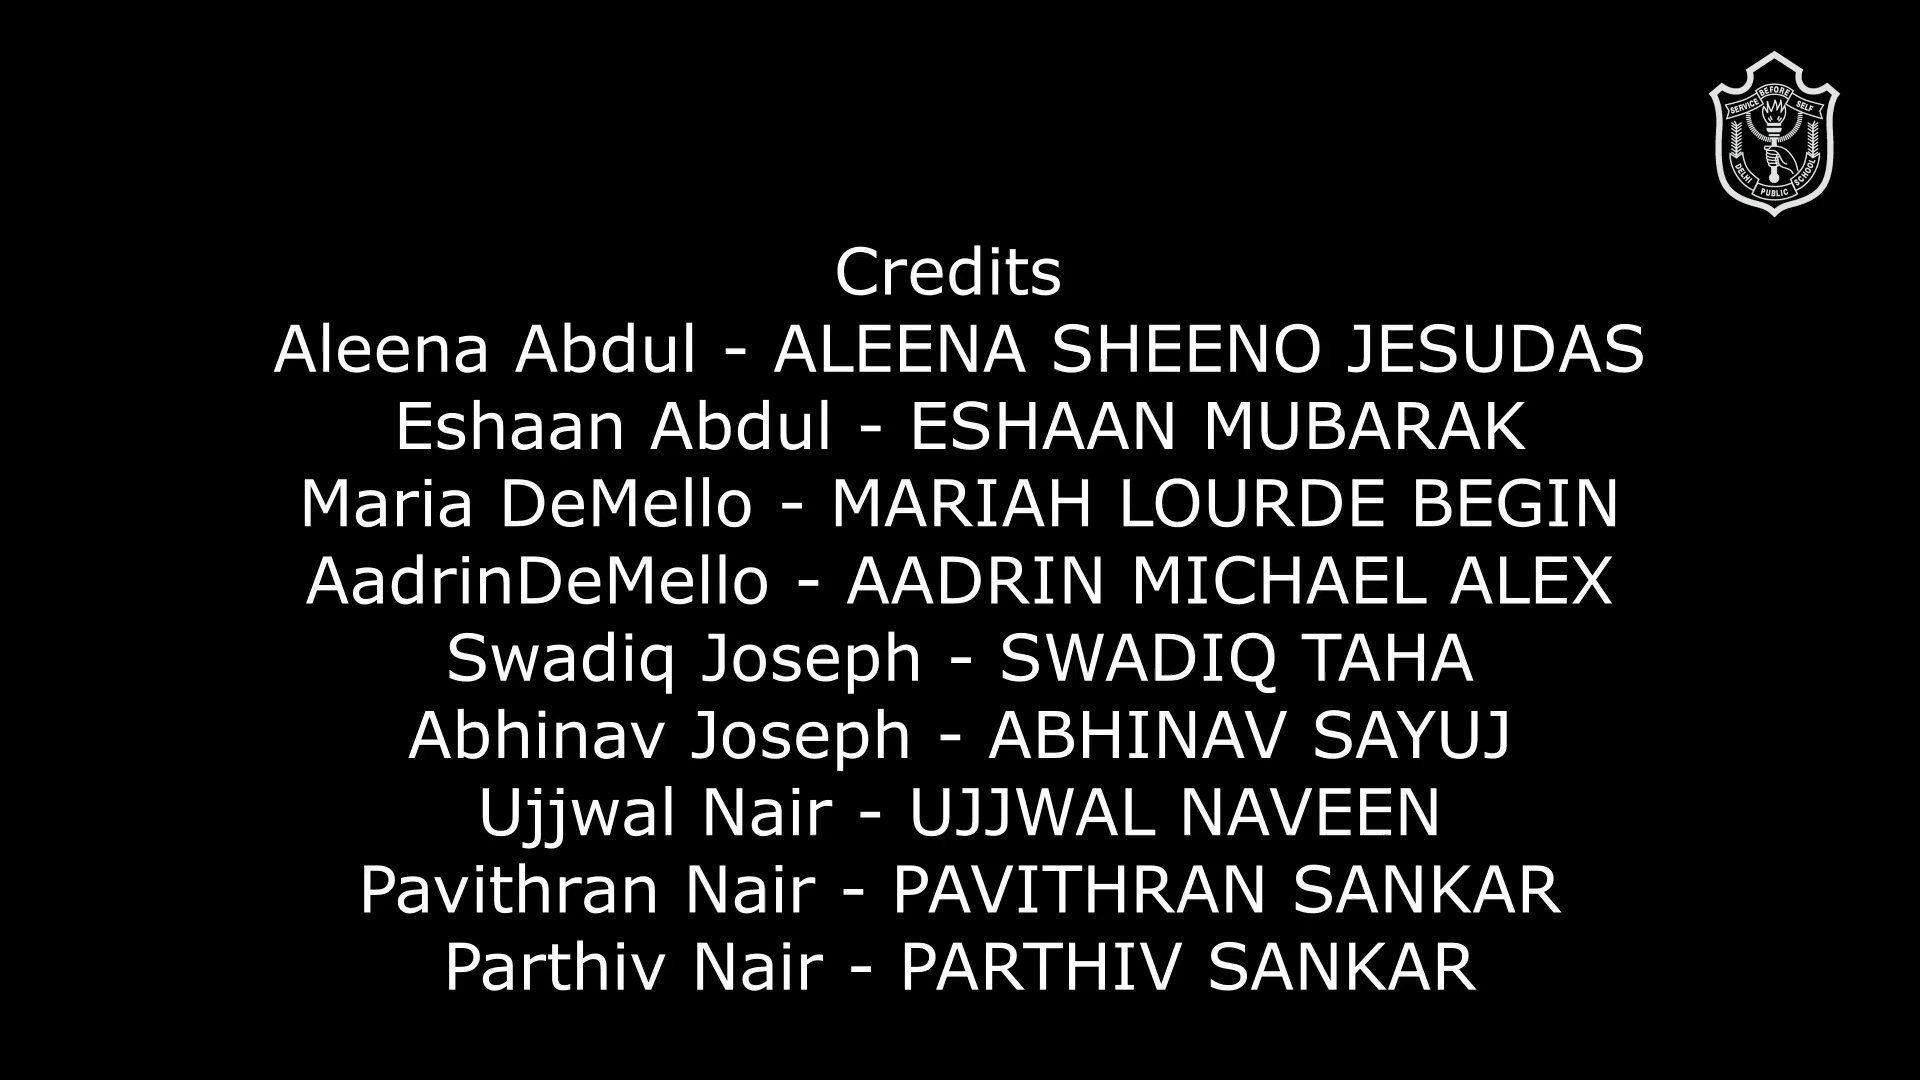 SERVICE BEFORE SELF
DELHI PUBLIC SCHOOL
Credits
Aleena Abdul - ALEENA SHEENO JESUDAS
Eshaan Abdul - ESHAAN MUBARAK
Maria DeMello - MARIAH LOURDE BEGIN
AadrinDeMello - AADRIN MICHAEL ALEX
Swadiq Joseph - SWADIQ TAHA
Abhinav Joseph - ABHINAV SAYUJ
Ujjwal Nair - UJJWAL NAVEEN
Pavithran Nair - PAVITHRAN SANKAR
Parthiv Nair - PARTHIV SANKAR